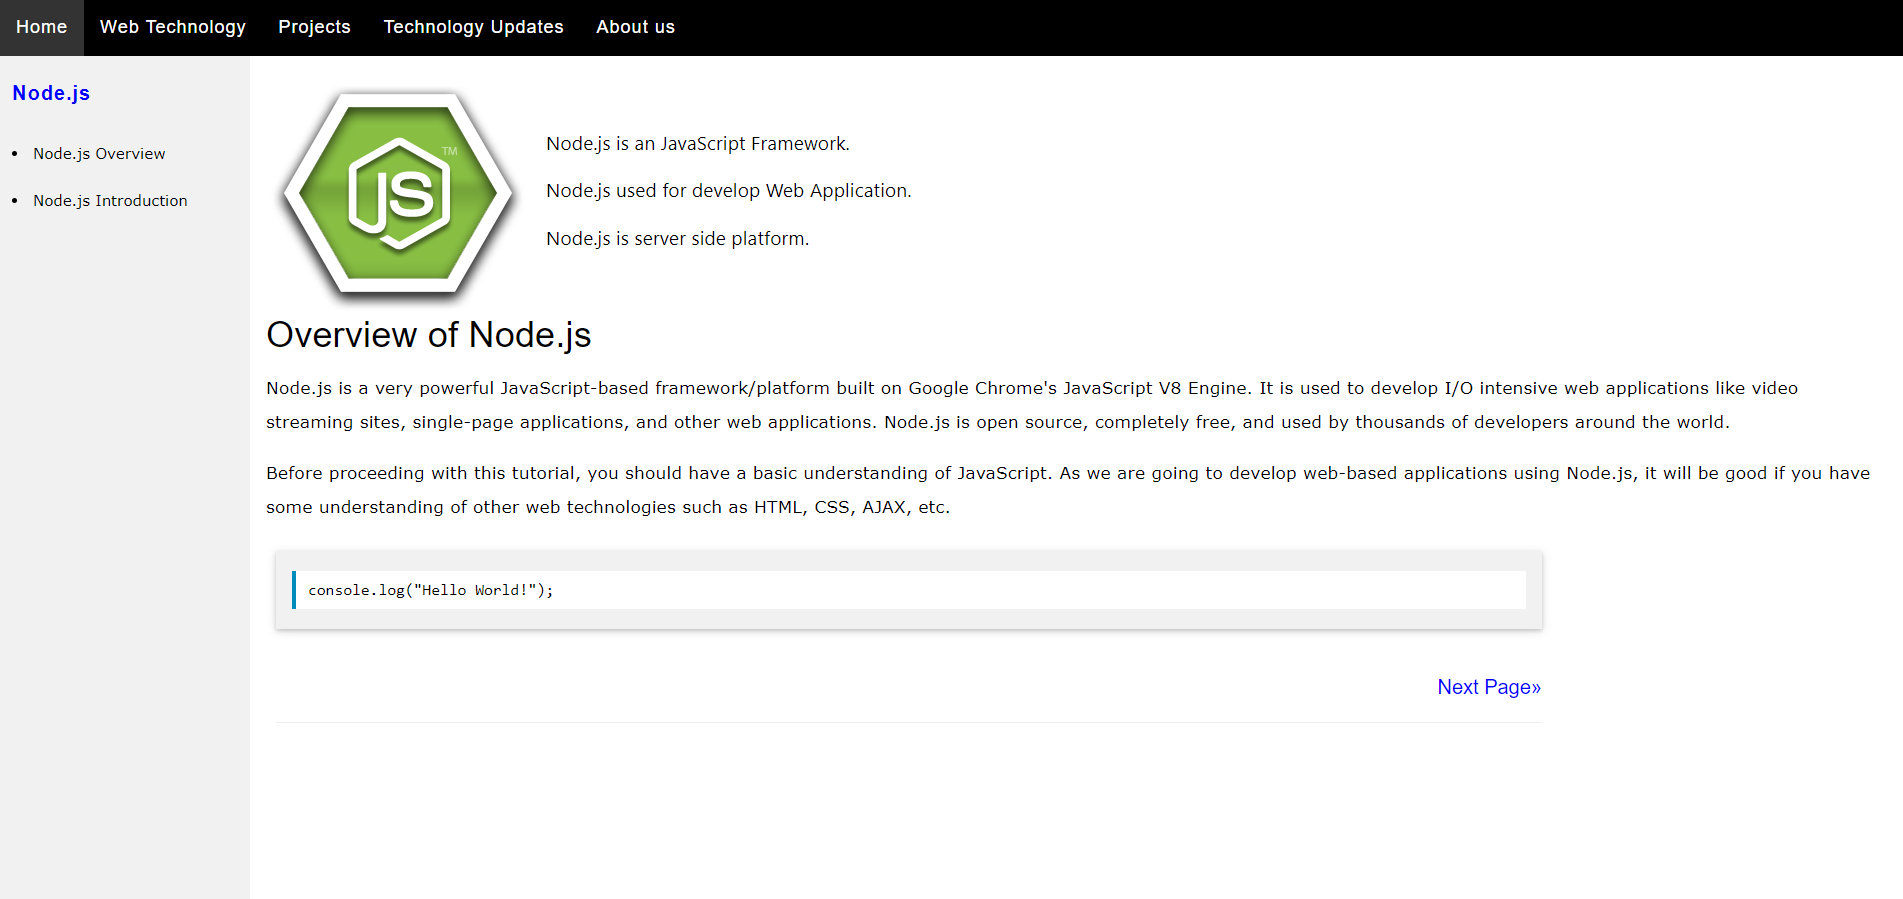 Home Web Technology Projects Technology Updates About us
Node.js
• Node.js Overview
• Node.js Introduction
JS TM
Node.js is an JavaScript Framework.
Node.js used for develop Web Application.
Node.js is server side platform.
Overview of Node.js
Node.js is a very powerful JavaScript-based framework/platform built on Google Chrome's JavaScript V8 Engine. It is used to develop I/O intensive web applications like video
streaming sites, single-page applications, and other web applications. Node.js is open source, completely free, and used by thousands of developers around the world.
Before proceeding with this tutorial, you should have a basic understanding of JavaScript. As we are going to develop web-based applications using Node.js, it will be good if you have
some understanding of other web technologies such as HTML, CSS, AJAX, etc.
console.log("Hello World!");
Next Page»